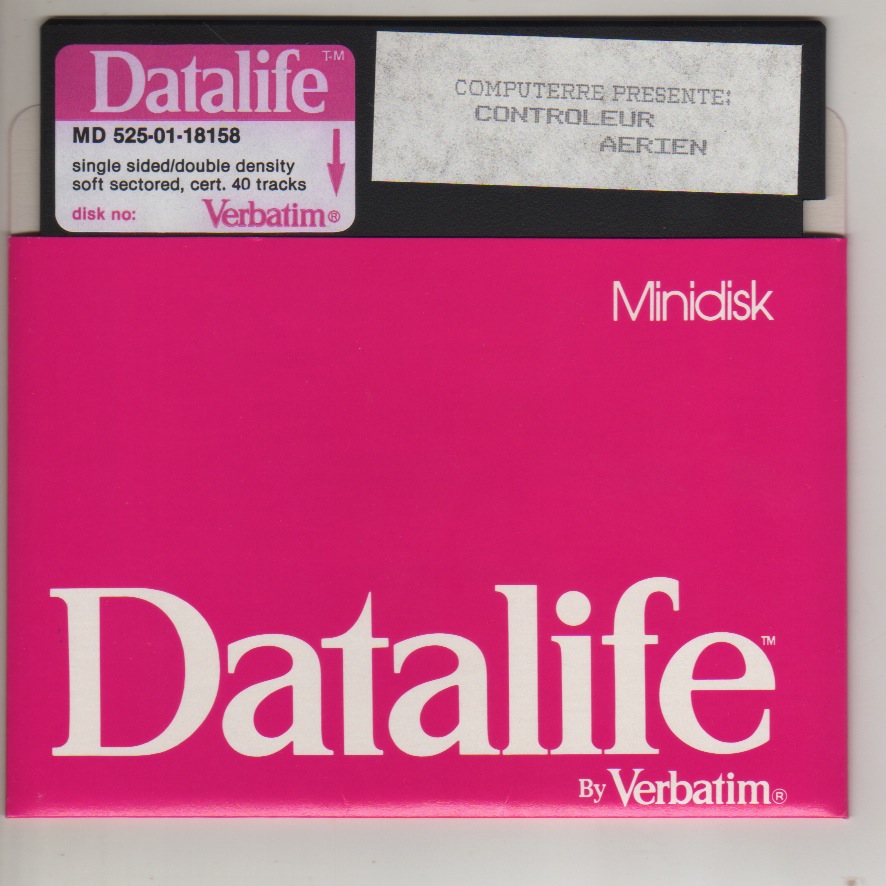 Datalife TM
MD 525-01-18158
single sided/double density
soft sectored, cert. 40 tracks
disk no:
Verbatim®
COMPUTERRE PRESENTE:
CONTROLEUR
AERIEN
Minidisk
Datalife™
By Verbatim®